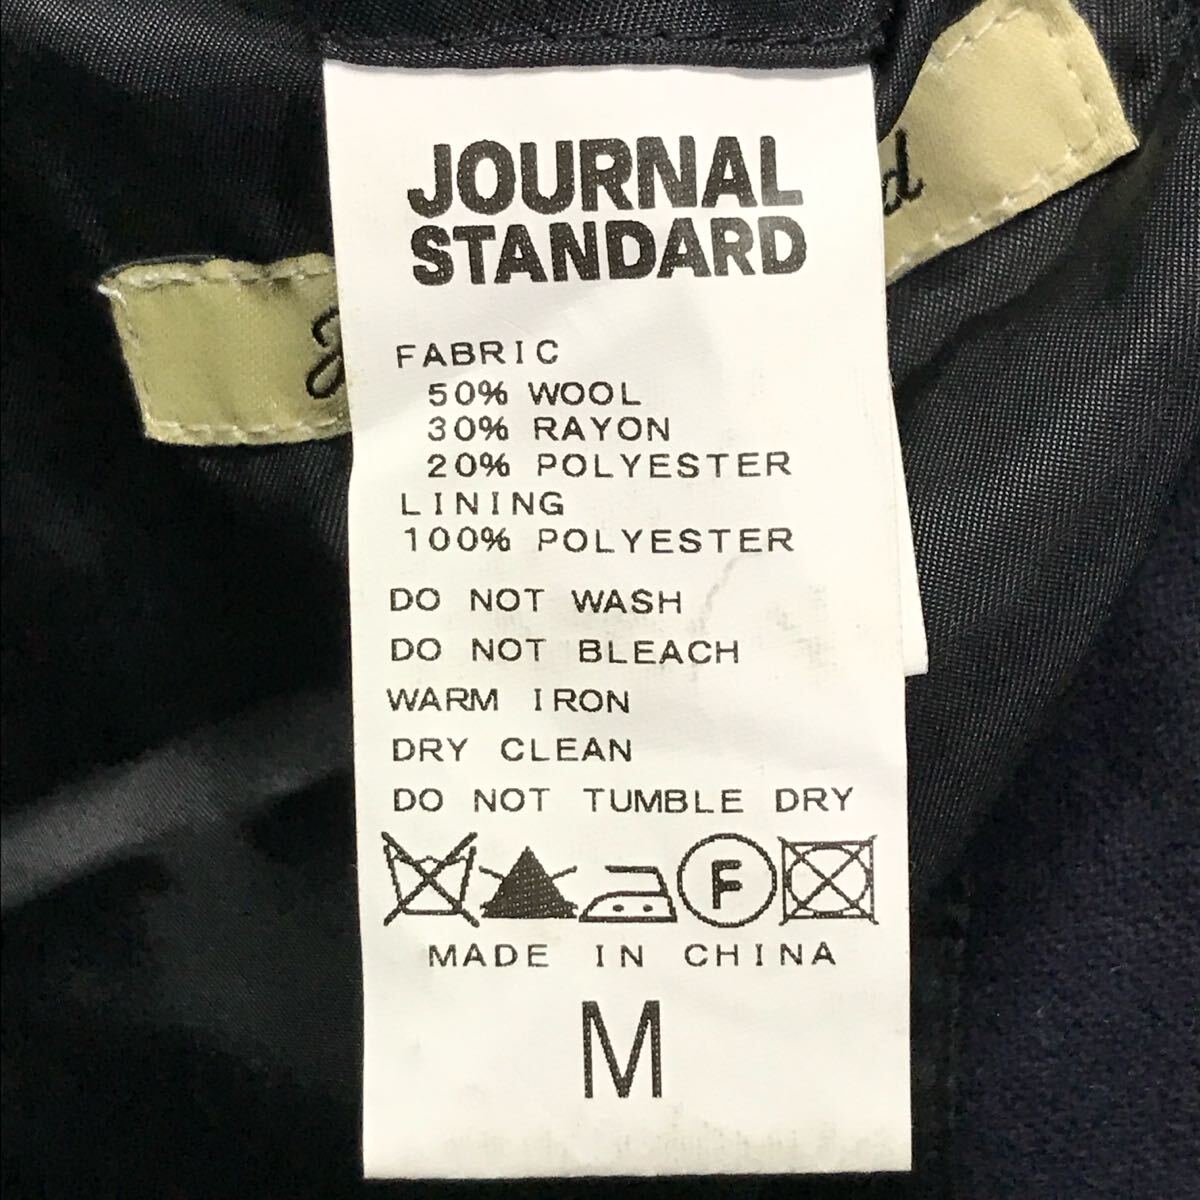 JOURNAL
STANDARD
FABRIC
50% WOOL
30% RAYON
20% POLYESTER
LINING
100% POLYESTER
DO NOT WASH
DO NOT BLEACH
WARM IRON
DRY CLEAN
DO NOT TUMBLE DRY
F
MADE IN CHINA
M